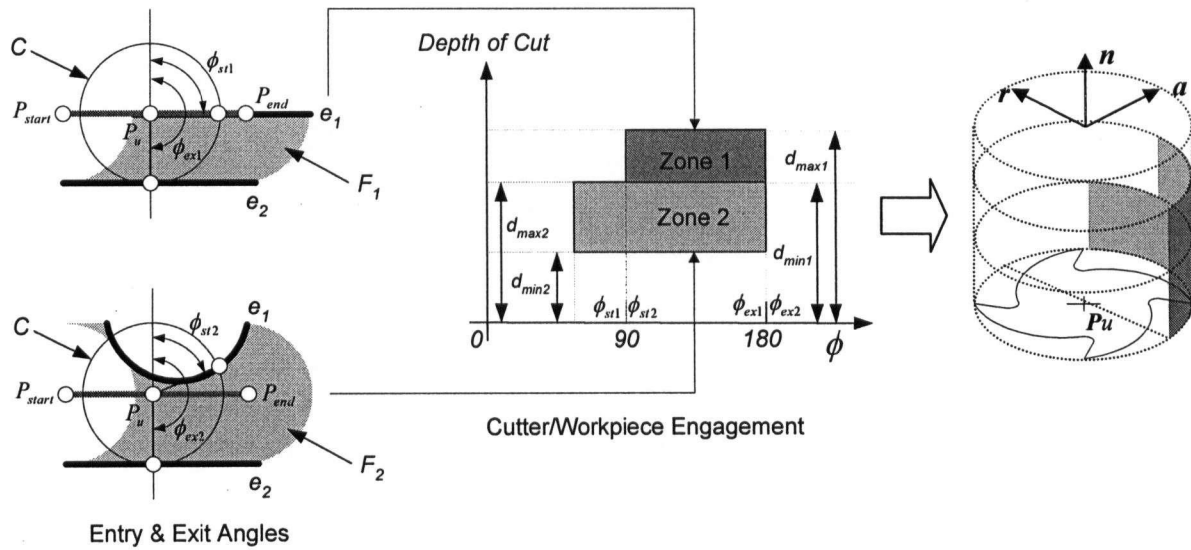 C
ϕst1
Pstart
Pu
Pend
e1
ϕex1
F1
e2
C
ϕst2
e1
Pstart
Pu
Pend
ϕex2
F2
e2
Entry & Exit Angles
Depth of Cut
Zone 1
Zone 2
dmax1
dmax2
dmin1
dmin2
ϕst1 ϕst2 ϕex1 ϕex2
0 90 180 ϕ
Cutter/Workpiece Engagement
n
r a
Pu